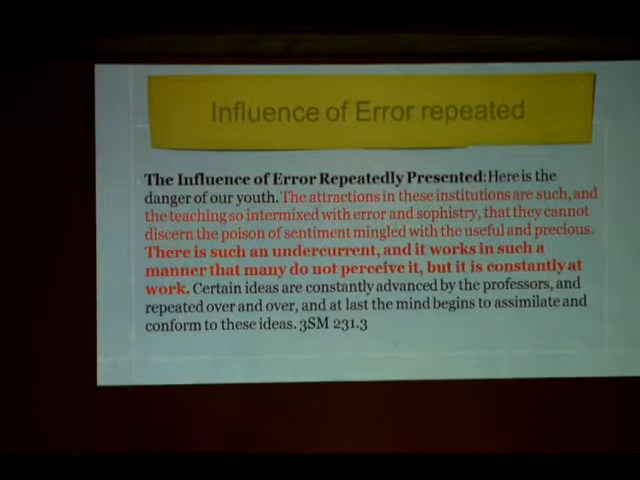 Influence of Error repeated
The Influence of Error Repeatedly Presented:Here is the
danger of our youth. The attractions in these institutions are such, and
the teaching so intermixed with error and sophistry, that they cannot
discern the poison of sentiment mingled with the useful and precious.
There is such an undercurrent, and it works in such a
manner that many do not perceive it, but it is constantly at
work. Certain ideas are constantly advanced by the professors, and
repeated over and over, and at last the mind begins to assimilate and
conform to these ideas. 3SM 231.3